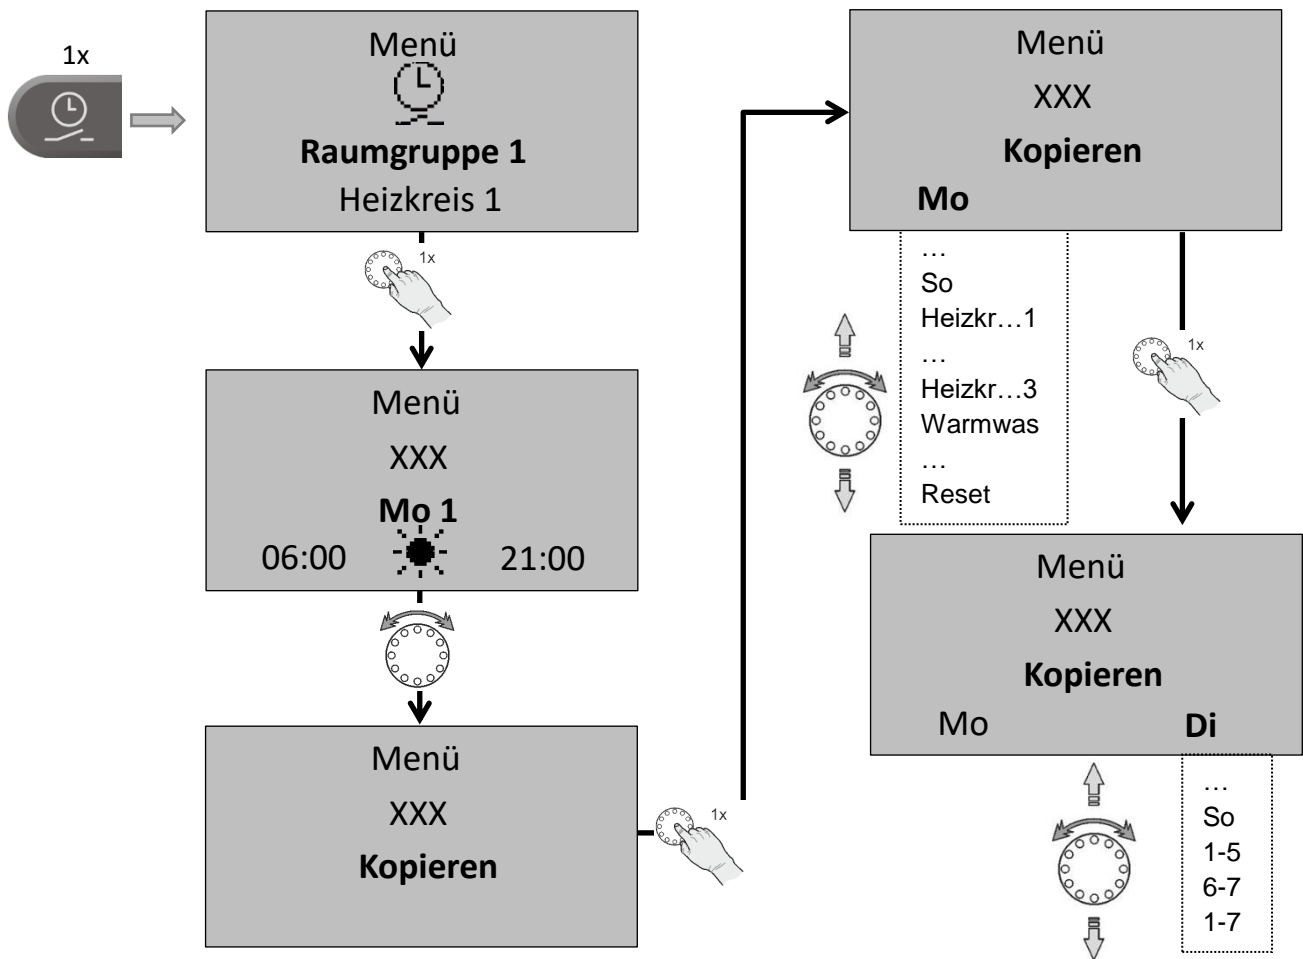 1x
Menü
Raumgruppe 1
Heizkreis 1
1x
Menü
XXX
Mo 1
06:00 21:00
Menü
XXX
Kopieren
1x
Menü
XXX
Kopieren
Mo
...
So
Heizkr...1
...
Heizkr...3
Warmwas
...
Reset
1x
Menü
XXX
Kopieren
Mo Di
...
So
1-5
6-7
1-7